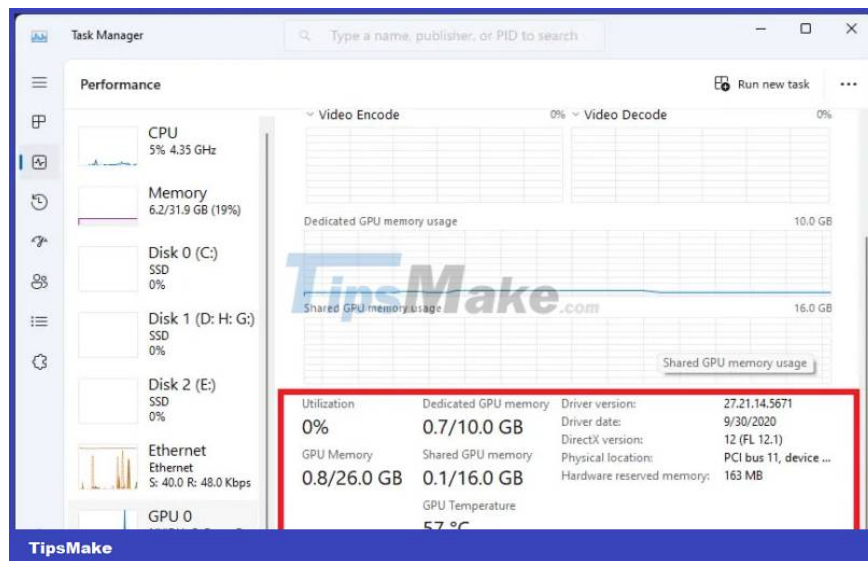 Task Manager
Type a name, publisher, or PID to search
Performance
Run new task
CPU
5% 4.35 GHz
Memory
6.2/31.9 GB (19%)
Disk 0 (C:)
SSD
0%
Disk 1 (D: H: G:)
SSD
0%
Disk 2 (E:)
SSD
0%
Ethernet
Ethernet
S: 40.0 R: 48.0 Kbps
GPU 0
Video Encode 0%
Video Decode 0%
Dedicated GPU memory usage 10.0 GB
TipsMake.com
Shared GPU memory usage 16.0 GB
Shared GPU memory usage
Utilization
0%
Dedicated GPU memory
0.7/10.0 GB
GPU Memory
0.8/26.0 GB
Shared GPU memory
0.1/16.0 GB
GPU Temperature
57 °C
Driver version: 27.21.14.5671
Driver date: 9/30/2020
DirectX version: 12 (FL 12.1)
Physical location: PCI bus 11, device ...
Hardware reserved memory: 163 MB
TipsMake